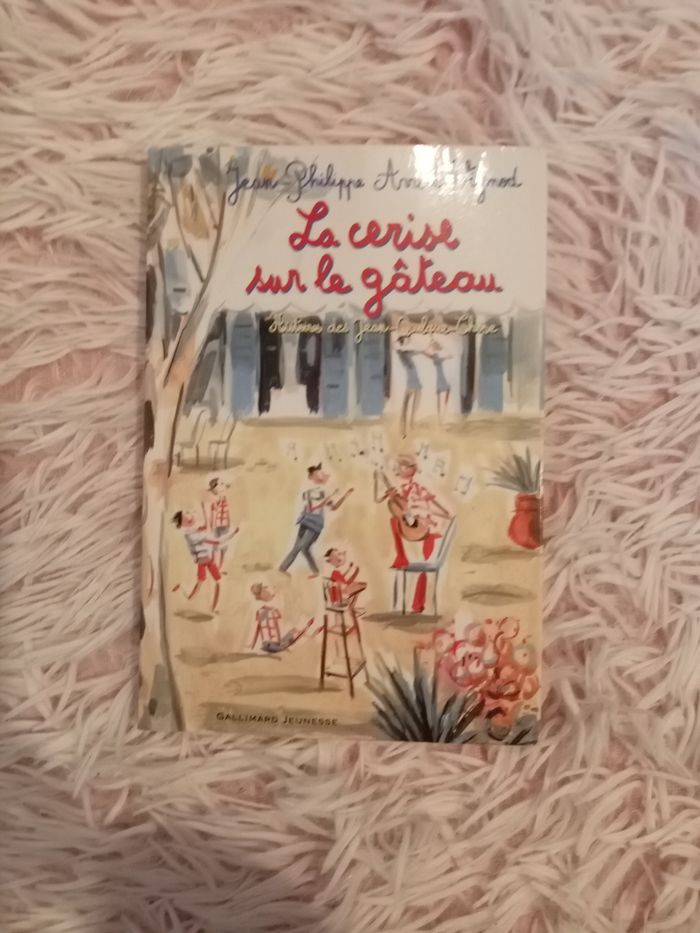 Jean-Philippe Arrou-Vignod
La cerise
sur le gâteau
Histoires des Jean-Quelque-Chose
GALLIMARD JEUNESSE